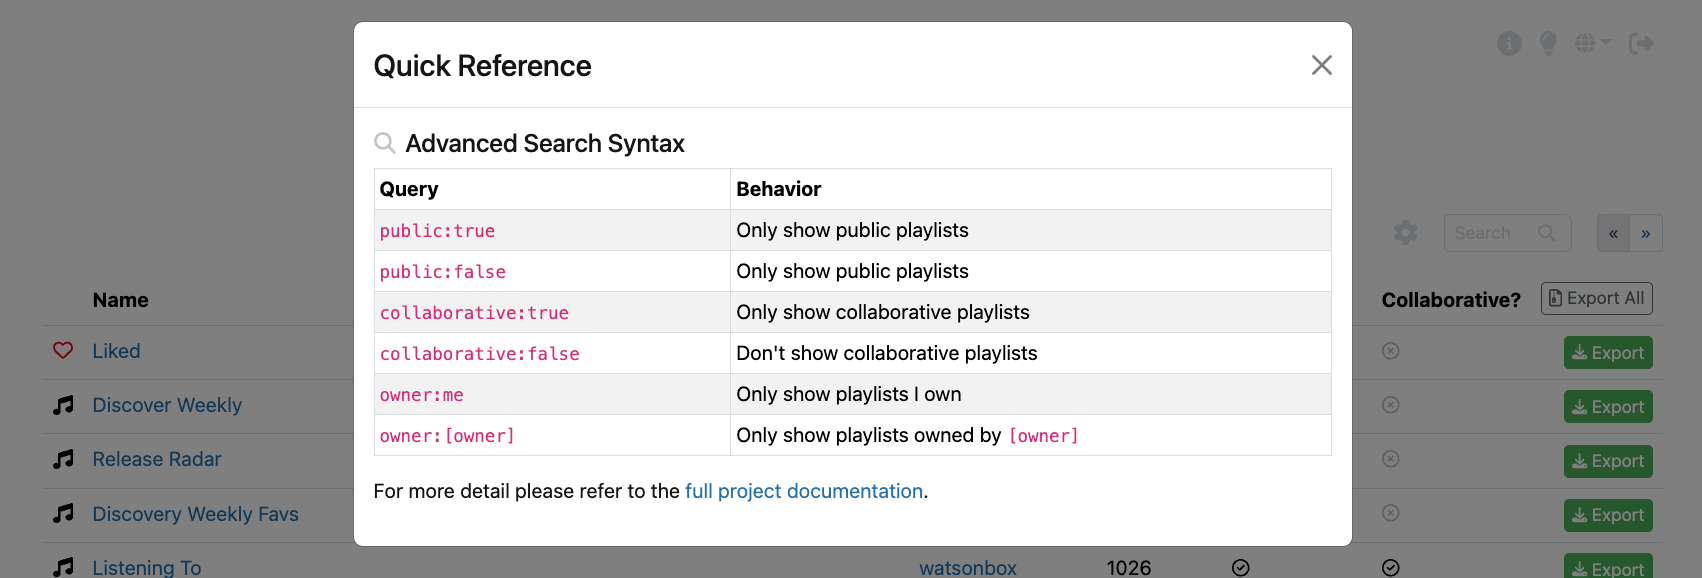 Quick Reference
Advanced Search Syntax
Query Behavior
public:true Only show public playlists
public:false Only show public playlists
collaborative:true Only show collaborative playlists
collaborative:false Don't show collaborative playlists
owner:me Only show playlists I own
owner:[owner] Only show playlists owned by [owner]
For more detail please refer to the full project documentation.
Search « »
Name Collaborative? Export All
Liked Export
Discover Weekly Export
Release Radar Export
Discovery Weekly Favs Export
Listening To watsonbox 1026 Export